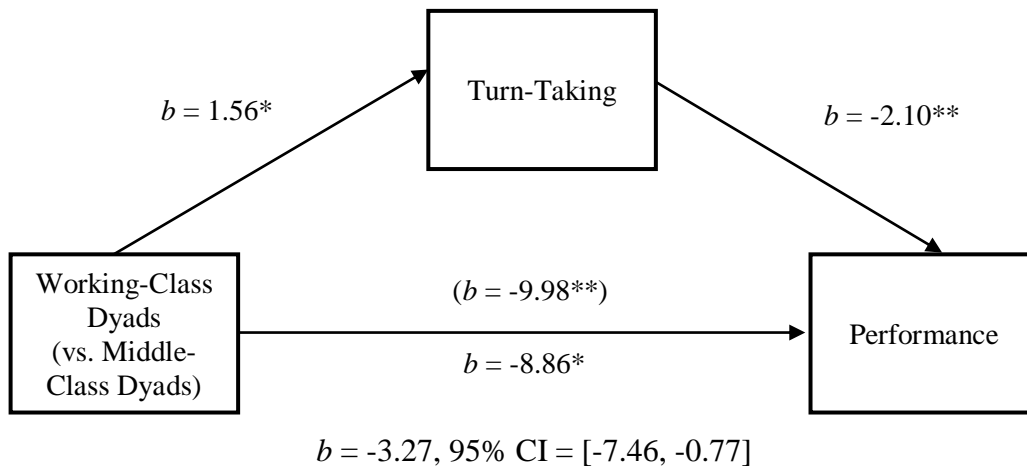 Turn-Taking
b = 1.56*
b = -2.10**
Working-Class
Dyads
(vs. Middle-
Class Dyads)
(b = -9.98**)
b = -8.86*
Performance
b = -3.27, 95% CI = [-7.46, -0.77]